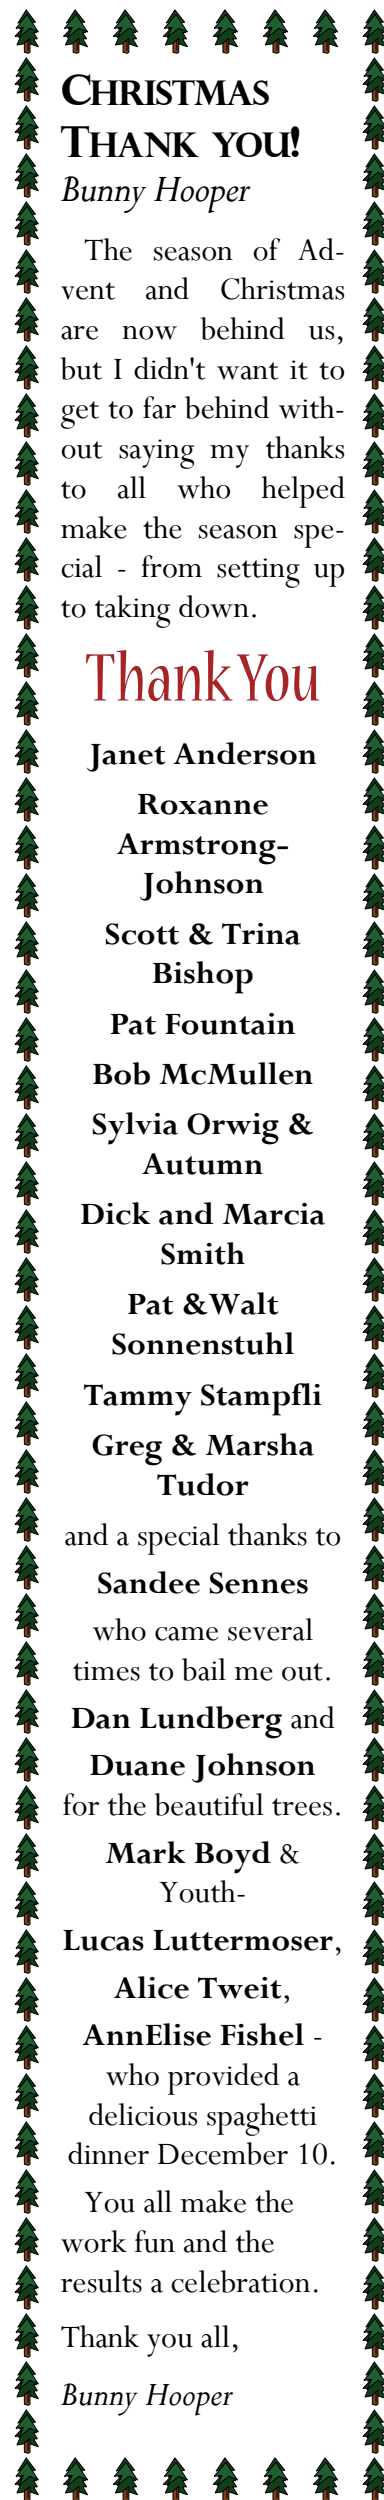 CHRISTMAS
THANK YOU!
Bunny Hooper
The season of Ad-
vent and Christmas
are now behind us,
but I didn't want it to
get to far behind with-
out saying my thanks
to all who helped
make the season spe-
cial - from setting up
to taking down.
Thank You
Janet Anderson
Roxanne
Armstrong-
Johnson
Scott & Trina
Bishop
Pat Fountain
Bob McMullen
Sylvia Orwig &
Autumn
Dick and Marcia
Smith
Pat &Walt
Sonnenstuhl
Tammy Stampfli
Greg & Marsha
Tudor
and a special thanks to
Sandee Sennes
who came several
times to bail me out.
Dan Lundberg and
Duane Johnson
for the beautiful trees.
Mark Boyd &
Youth-
Lucas Luttermoser,
Alice Tweit,
AnnElise Fishel -
who provided a
delicious spaghetti
dinner December 10.
You all make the
work fun and the
results a celebration.
Thank you all,
Bunny Hooper